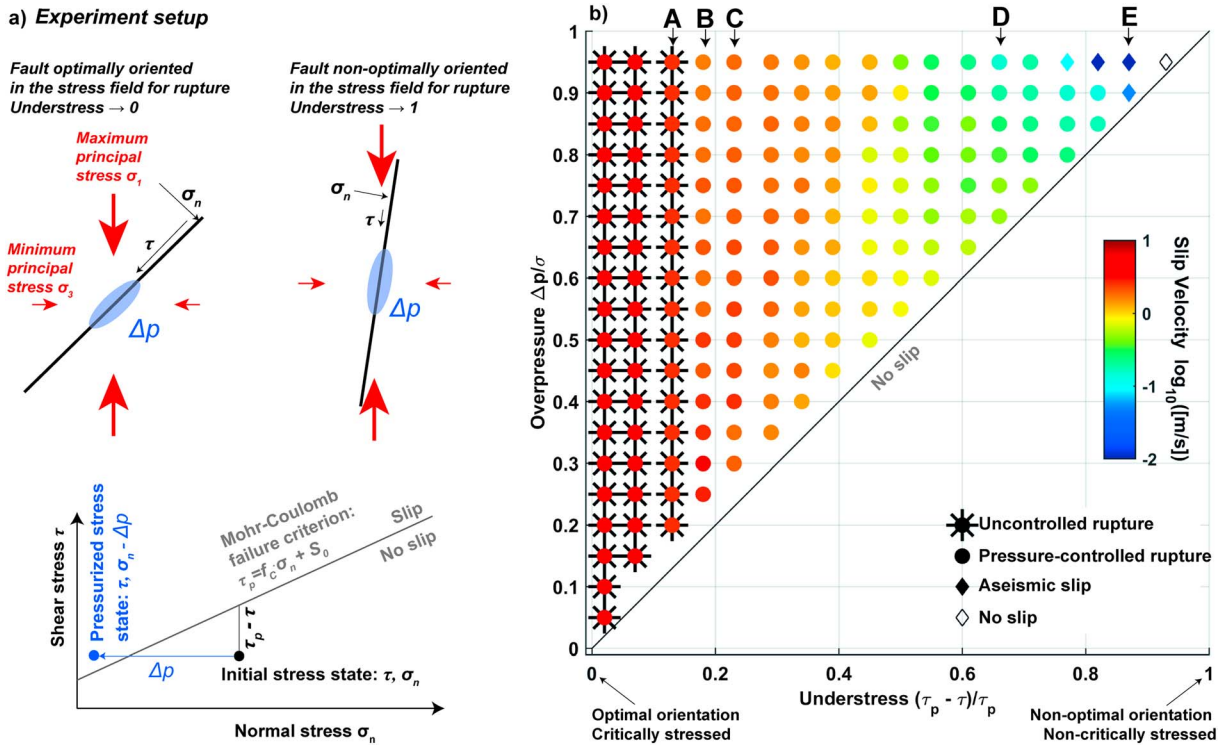 a) Experiment setup
Fault optimally oriented
in the stress field for rupture
Understress → 0
Fault non-optimally oriented
in the stress field for rupture
Understress → 1
Maximum
principal
stress σ1
σn
τ
Minimum
principal
stress σ3
Δp
σn
τ
Δp
Shear stress τ
Pressurized stress
state: τ, σn - Δp
Mohr-Coulomb
failure criterion:
τp=fC·σn + S0
Slip
No slip
τp - τ
Δp
Initial stress state: τ, σn
Normal stress σn
b)
A
B
C
D
E
Overpressure Δp/σ
1
0.9
0.8
0.7
0.6
0.5
0.4
0.3
0.2
0.1
0
No slip
1
0
-1
-2
Slip Velocity log10([m/s])
Uncontrolled rupture
Pressure-controlled rupture
Aseismic slip
No slip
0
0.2
0.4
0.6
0.8
1
Understress (τp - τ)/τp
Optimal orientation
Critically stressed
Non-optimal orientation
Non-critically stressed